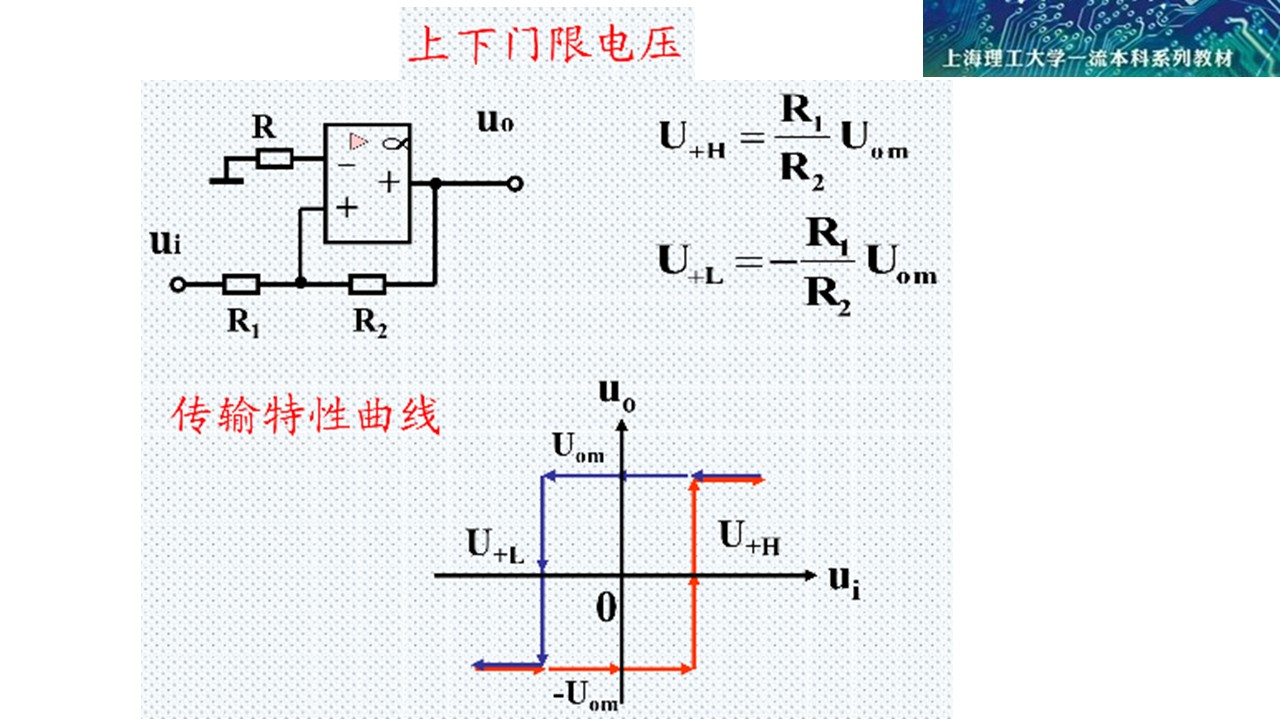 上下门限电压
上海理工大学一流本科系列教材
R
∞
uo
−
+
+
ui
R1
R2
U+H = R1/R2 Uom
U+L = −R1/R2 Uom
传输特性曲线
uo
Uom
U+L
U+H
ui
0
-Uom